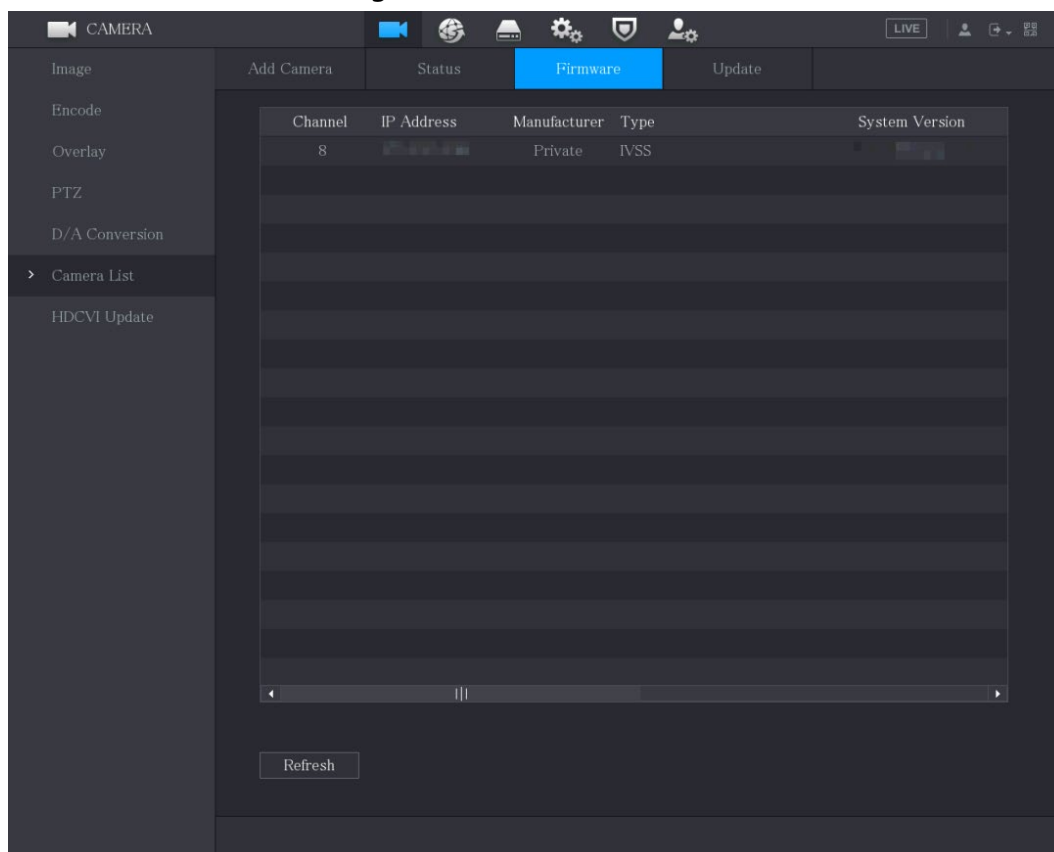 CAMERA LIVE
Image
Encode
Overlay
PTZ
D/A Conversion
Camera List
HDCVI Update
Add Camera Status Firmware Update
Channel IP Address Manufacturer Type System Version
8 Private IVSS
Refresh